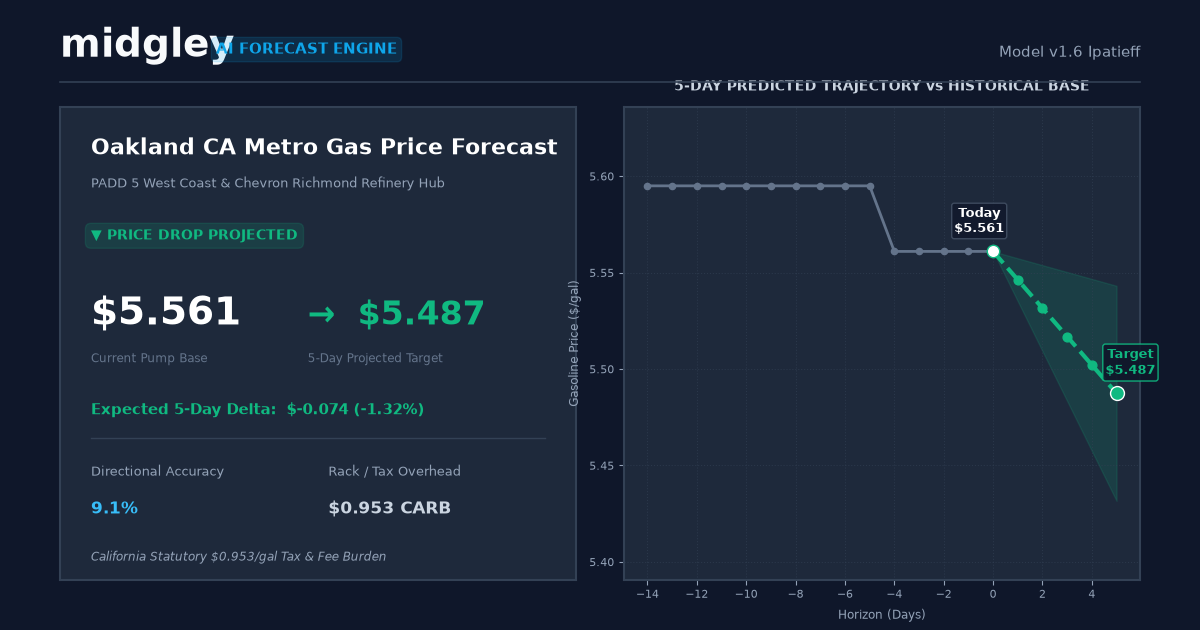 midgley
AI FORECAST ENGINE
Model v1.6 Ipatieff
Oakland CA Metro Gas Price Forecast
PADD 5 West Coast & Chevron Richmond Refinery Hub
▼ PRICE DROP PROJECTED
$5.561 → $5.487
Current Pump Base
5-Day Projected Target
Expected 5-Day Delta: $-0.074 (-1.32%)
Directional Accuracy
Rack / Tax Overhead
9.1%
$0.953 CARB
California Statutory $0.953/gal Tax & Fee Burden
5-DAY PREDICTED TRAJECTORY vs HISTORICAL BASE
Gasoline Price ($/gal)
5.60
5.55
5.50
5.45
5.40
Today
$5.561
Target
$5.487
−14 −12 −10 −8 −6 −4 −2 0 2 4
Horizon (Days)